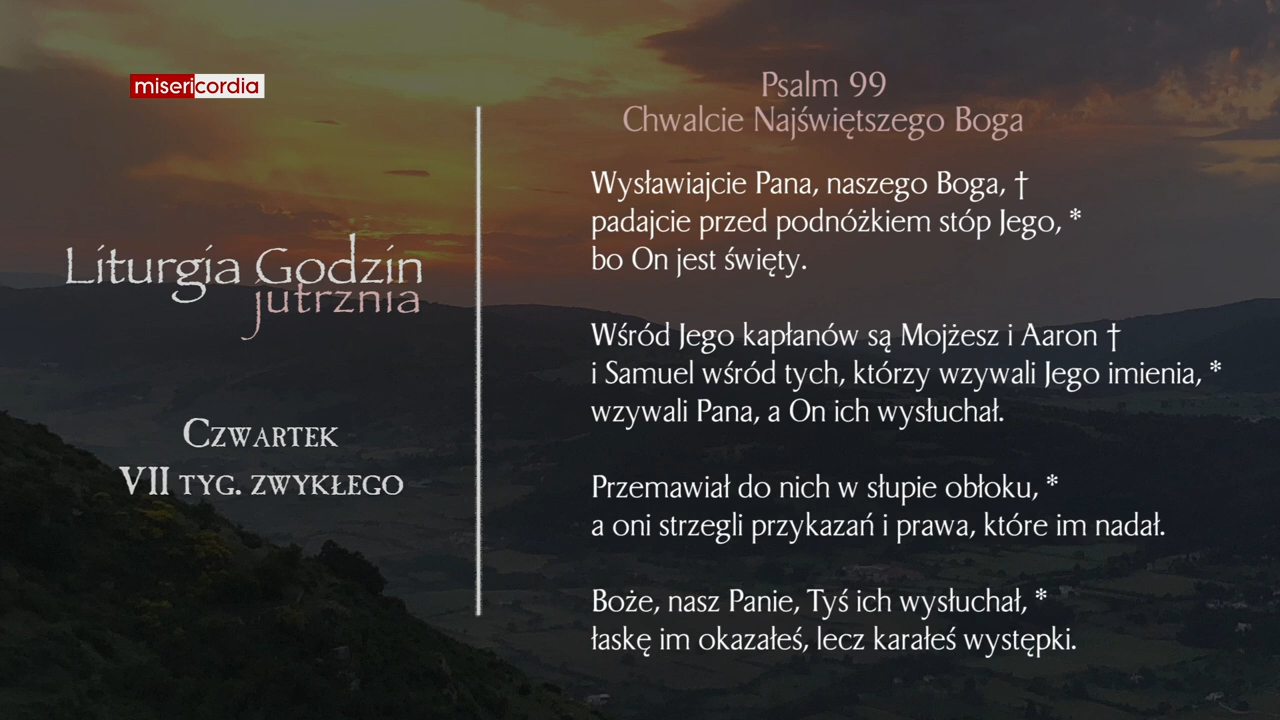 misericordia
Liturgia Godzin
jutrznia
Czwartek
VII tyg. zwykłego
Psalm 99
Chwalcie Najświętszego Boga
Wysławiajcie Pana, naszego Boga, †
padajcie przed podnóżkiem stóp Jego, *
bo On jest święty.
Wśród Jego kapłanów są Mojżesz i Aaron †
i Samuel wśród tych, którzy wzywali Jego imienia, *
wzywali Pana, a On ich wysłuchał.
Przemawiał do nich w słupie obłoku, *
a oni strzegli przykazań i prawa, które im nadał.
Boże, nasz Panie, Tyś ich wysłuchał, *
łaskę im okazałeś, lecz karałeś występki.